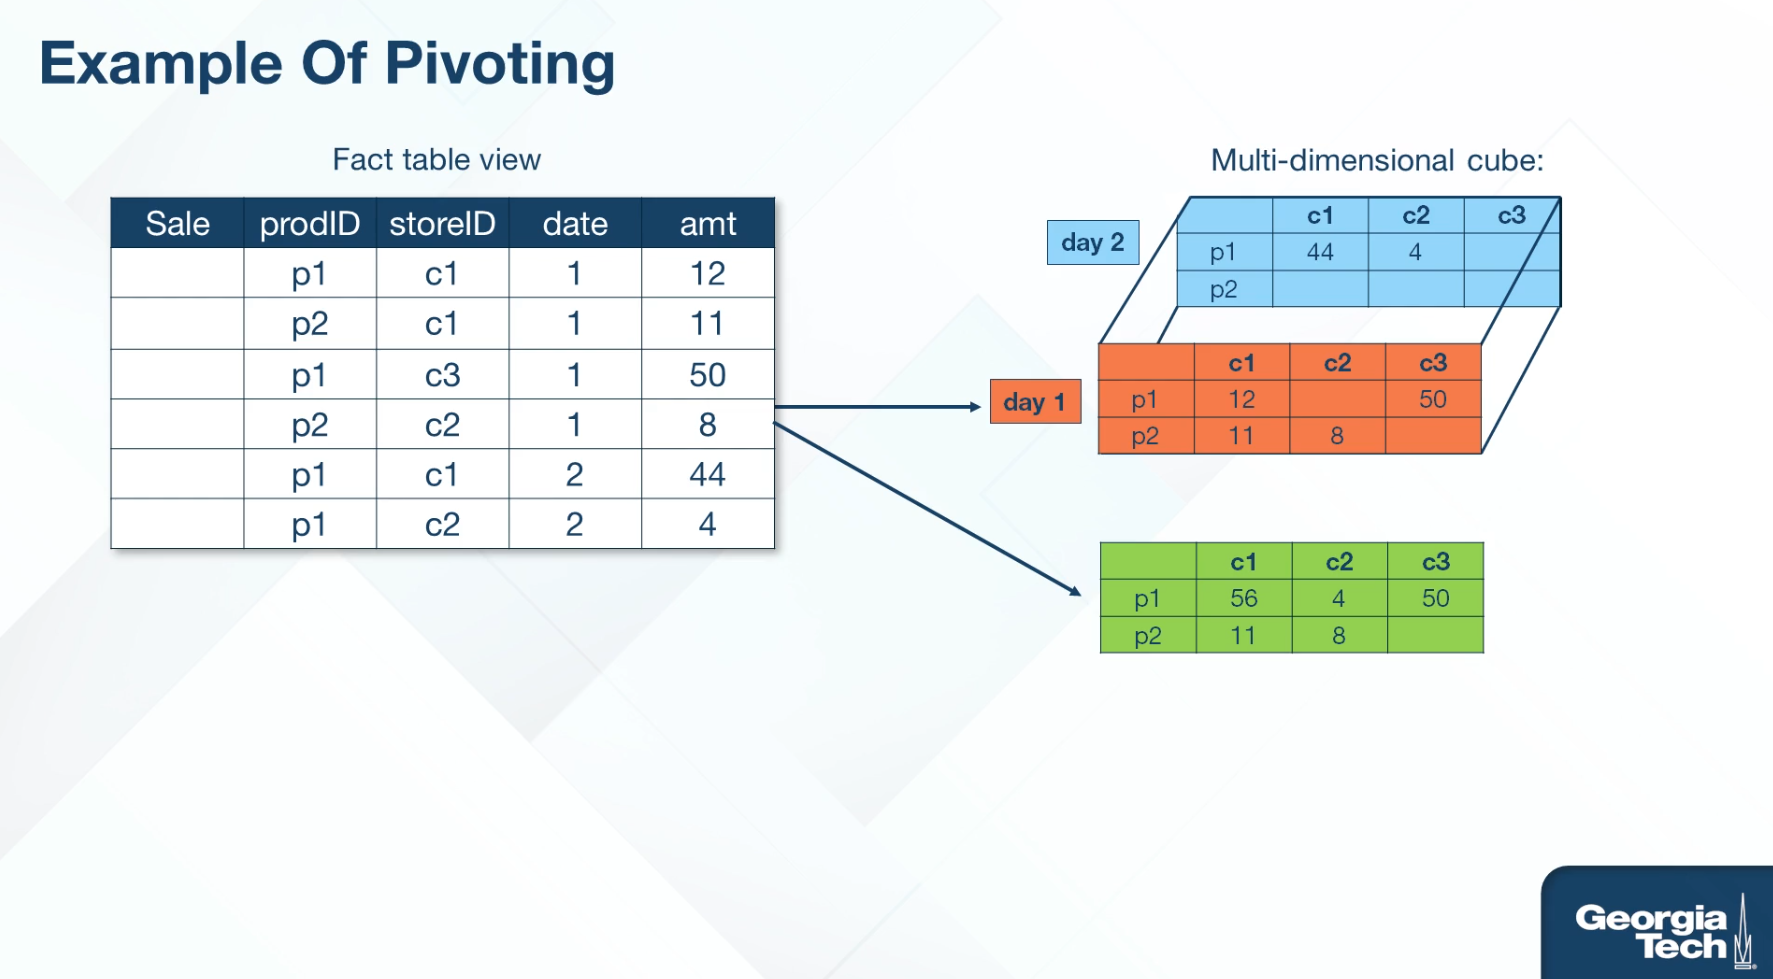 Example Of Pivoting
Fact table view
Sale prodID storeID date amt
p1 c1 1 12
p2 c1 1 11
p1 c3 1 50
p2 c2 1 8
p1 c1 2 44
p1 c2 2 4
Multi-dimensional cube:
day 2
c1 c2 c3
p1 44 4
p2
day 1
c1 c2 c3
p1 12 50
p2 11 8
c1 c2 c3
p1 56 4 50
p2 11 8
Georgia
Tech